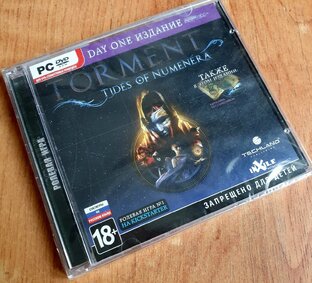 PC DVD
DAY ONE ИЗДАНИЕ
TORMENT
TIDES OF NUMENERA
ТАКЖЕ
РОЛЕВАЯ ИГРА
TECHLAND
INXILE
РОЛЕВАЯ ИГРА №1
НА KICKSTARTER
18+
ЗАПРЕЩЕНО ДЛЯ ДЕТЕЙ